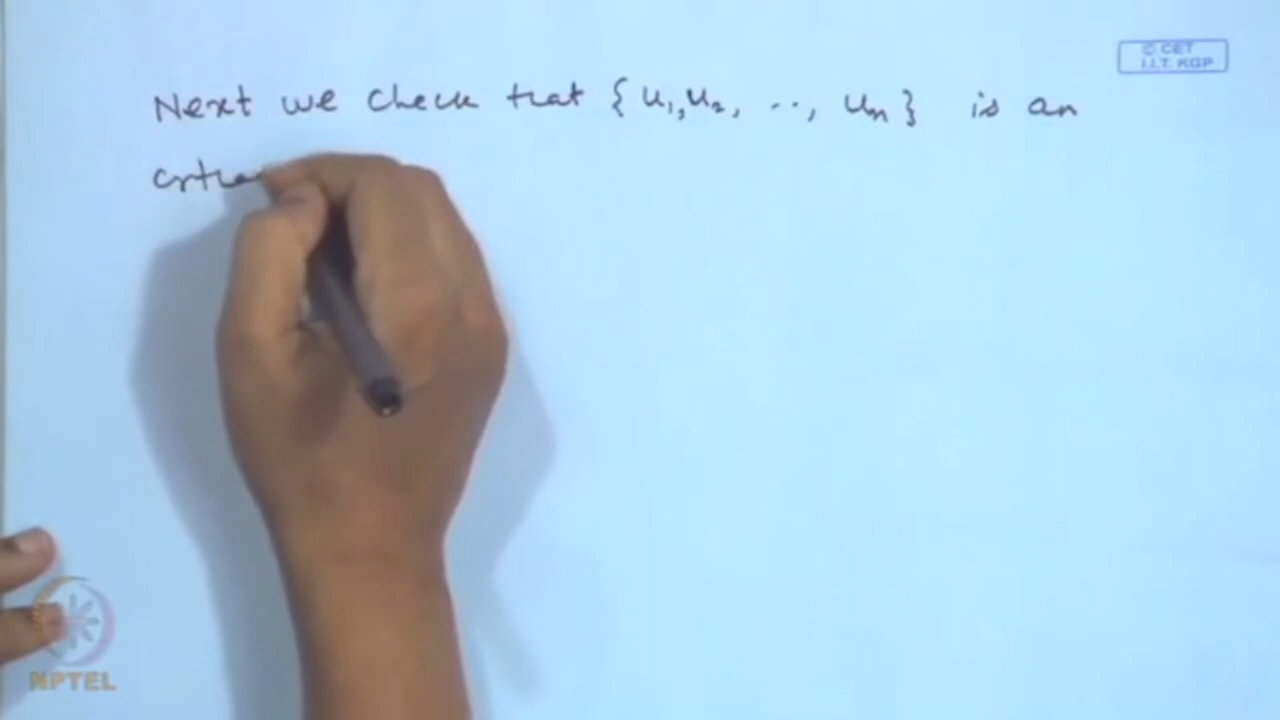 © CET
I.I.T. KGP
Next we check that {u₁,u₂, .., uₙ} is an
NPTEL